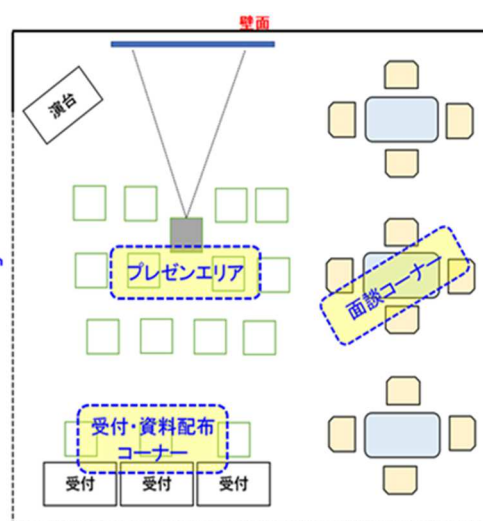 壁面
演台
プレゼンエリア
面談コーナー
受付・資料配布
コーナー
受付
受付
受付